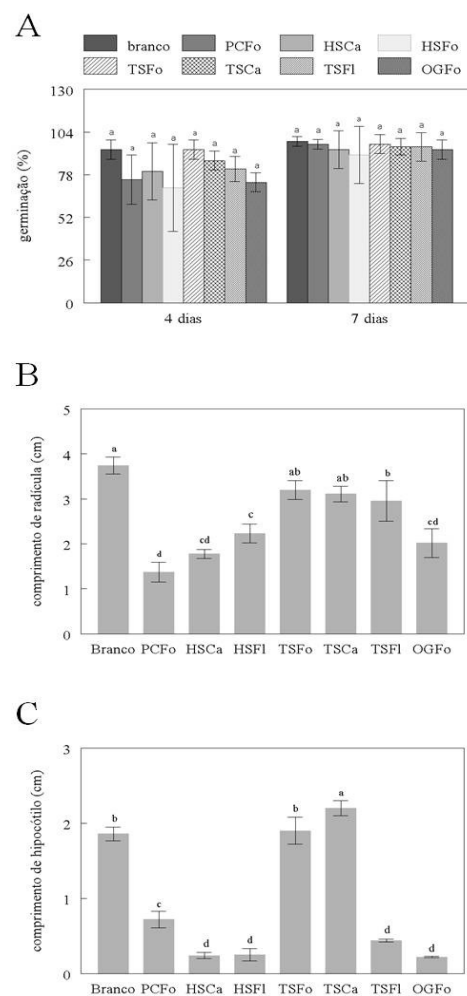 A
branco PCFo HSCa HSFo
TSFo TSCa TSFl OGFo
germinação (%)
130
104
78
52
26
0
a a a a a a a a
a a a a a a a a
4 dias 7 dias
B
comprimento de radícula (cm)
5
4
3
2
1
0
a d cd c ab ab b cd
Branco PCFo HSCa HSFl TSFo TSCa TSFl OGFo
C
comprimento de hipocótilo (cm)
3
2
1
0
b c d d b a d d
Branco PCFo HSCa HSFl TSFo TSCa TSFl OGFo